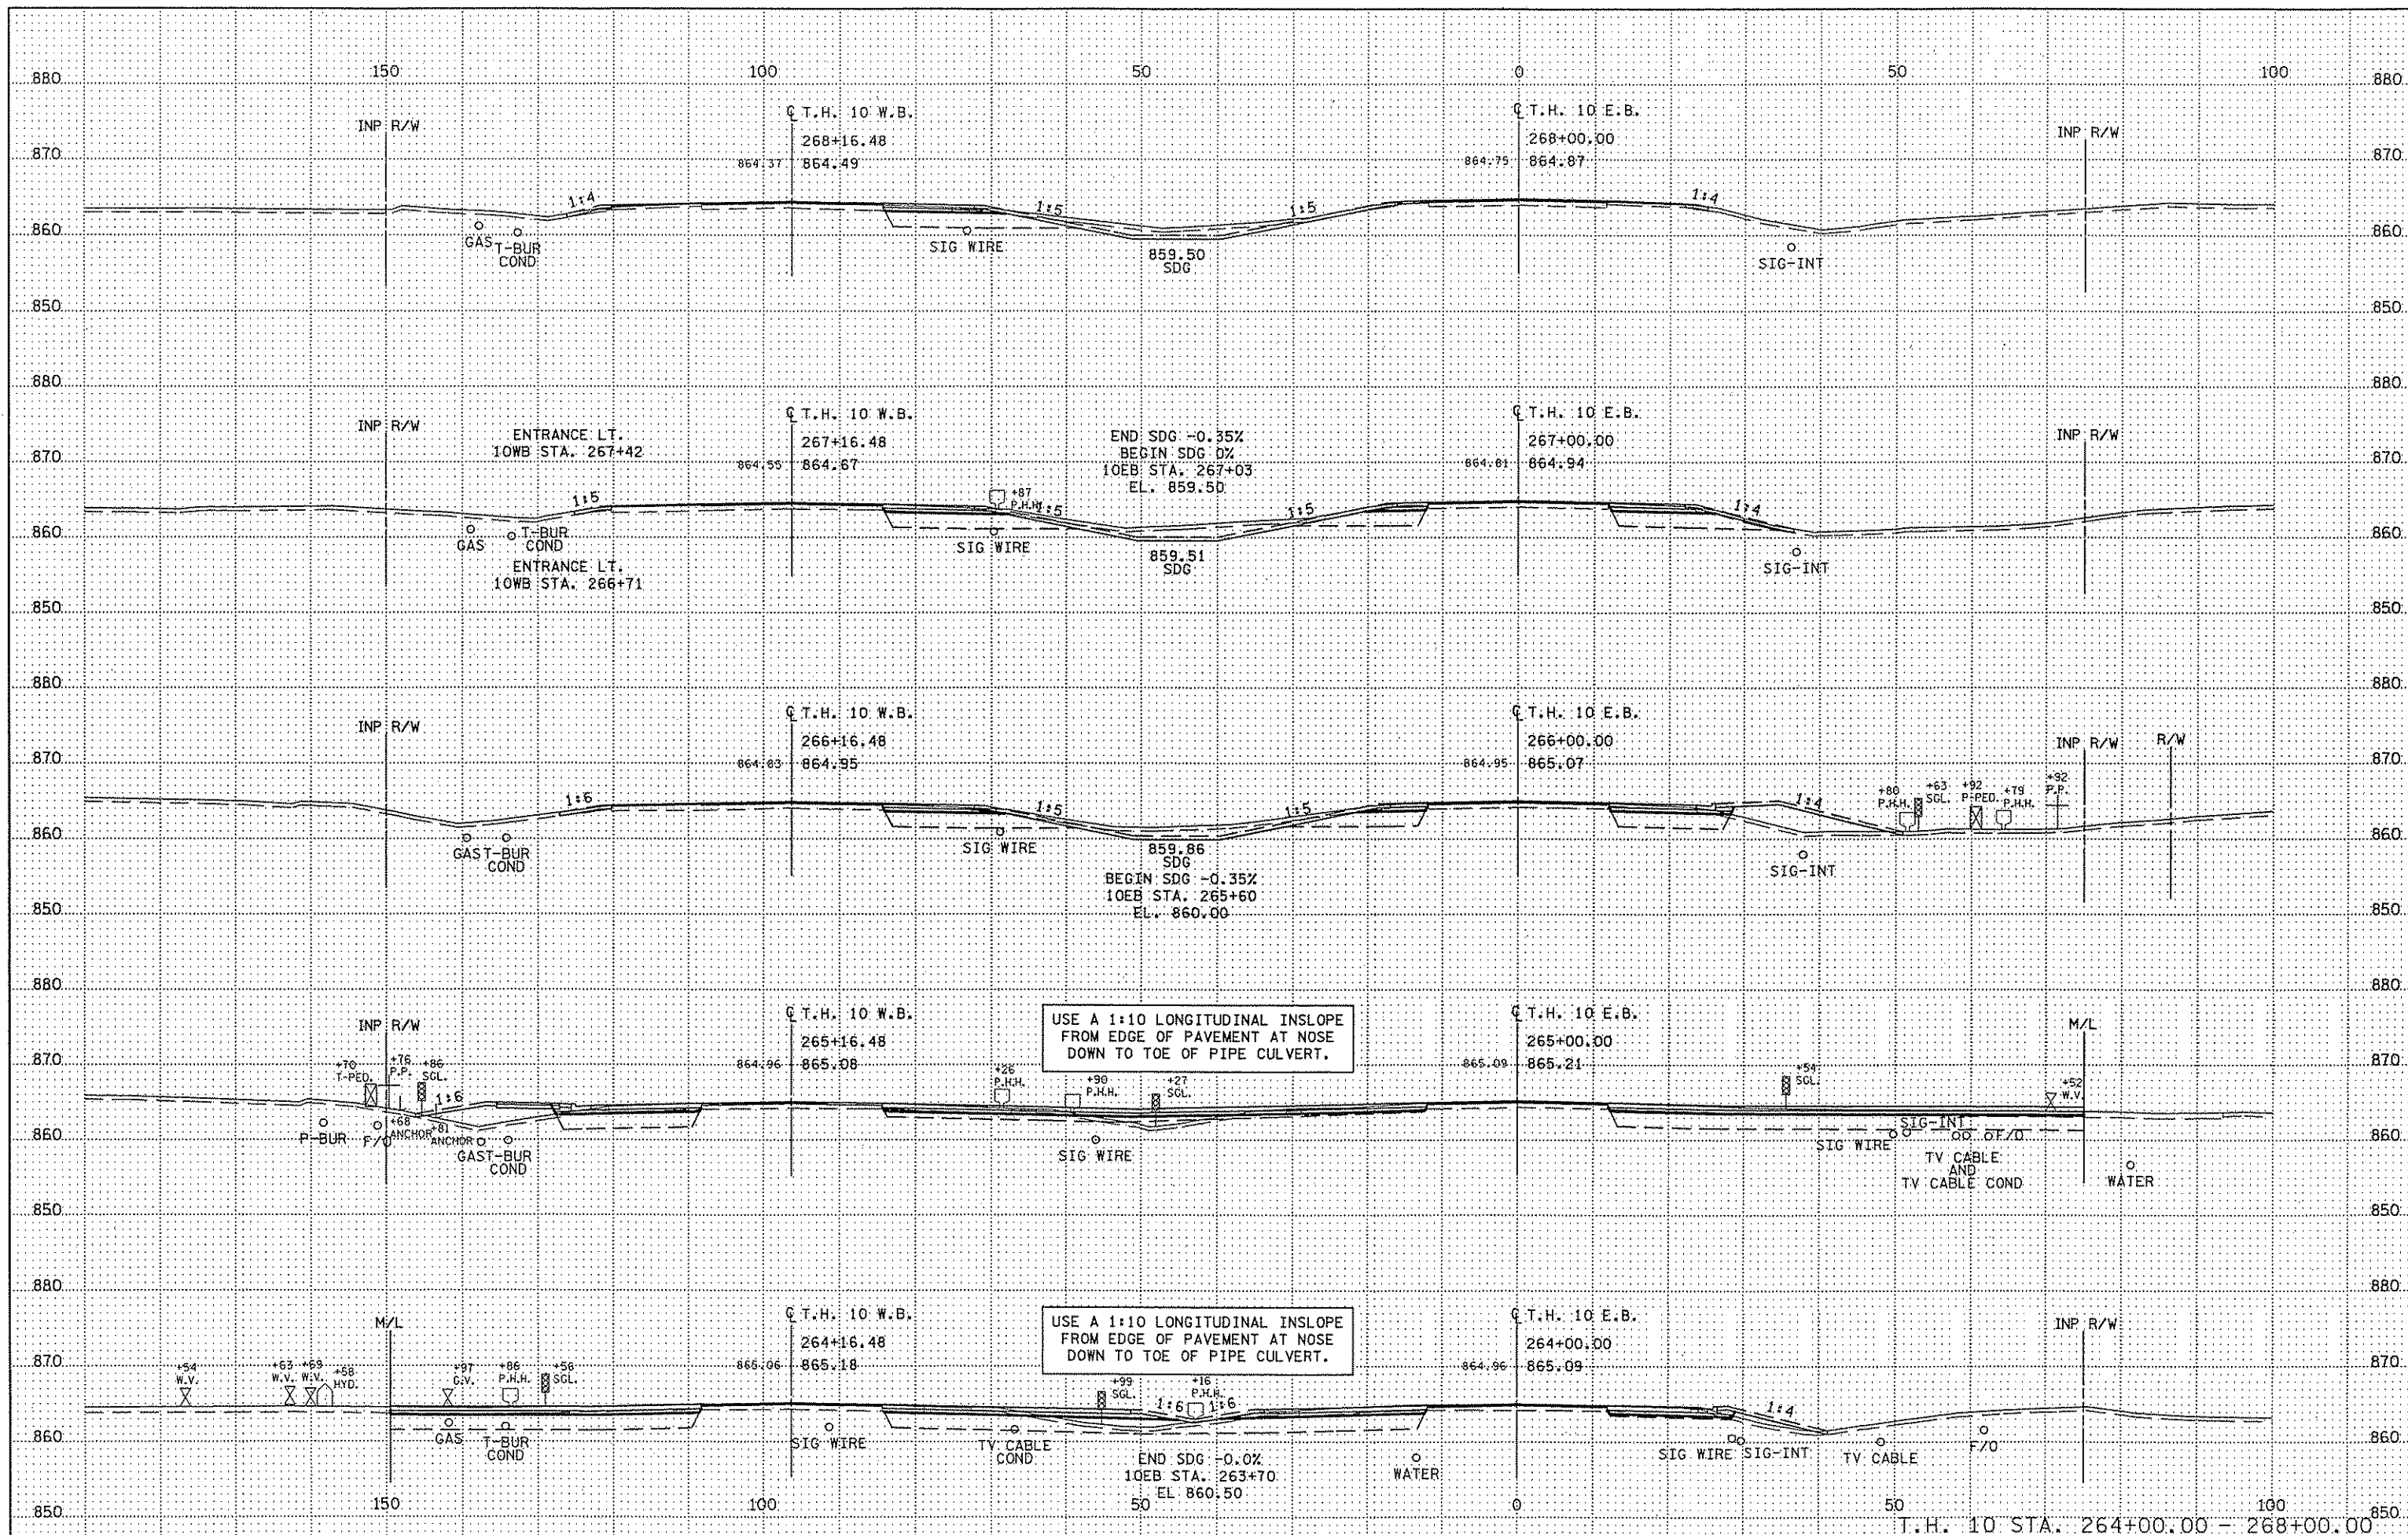 150 100 50 0 50 100
880 880
℄ T.H. 10 W.B. ℄ T.H. 10 E.B.
INP R/W 268+16.48 268+00.00 INP R/W
870 864.37 864.49 864.75 864.87 870
1:4 1:5 1:5 1:4
860 GAS T-BUR COND SIG WIRE 859.50 SDG SIG-INT 860
850 850
880 880
℄ T.H. 10 W.B. ℄ T.H. 10 E.B.
INP R/W 267+16.48 267+00.00 INP R/W
ENTRANCE LT.
10WB STA. 267+42
END SDG -0.35%
BEGIN SDG 0%
10EB STA. 267+03
EL. 859.50
870 864.55 864.67 864.81 864.94 870
1:5 +87 P.H.H. 1:5 1:5 1:4
860 GAS T-BUR COND SIG WIRE 859.51 SDG SIG-INT 860
ENTRANCE LT.
10WB STA. 266+71
850 850
880 880
℄ T.H. 10 W.B. ℄ T.H. 10 E.B.
INP R/W 266+16.48 266+00.00 INP R/W R/W
870 864.83 864.95 864.95 865.07 870
1:6 1:5 1:5 1:4
+80 P.H.H. +63 SGL. +92 P-PED. +79 P.H.H. +92 P.P.
860 GAS T-BUR COND SIG WIRE 859.86 SDG SIG-INT 860
BEGIN SDG -0.35%
10EB STA. 265+60
EL. 860.00
850 850
880 880
℄ T.H. 10 W.B. ℄ T.H. 10 E.B.
INP R/W 265+16.48 265+00.00 M/L
USE A 1:10 LONGITUDINAL INSLOPE
FROM EDGE OF PAVEMENT AT NOSE
DOWN TO TOE OF PIPE CULVERT.
870 864.96 865.08 865.09 865.21 870
+70 T-PED. +76 P.P. +86 SGL. 1:6 +26 P.H.H. +90 P.H.H. +27 SGL. +54 SGL. +52 W.V.
860 P-BUR F/O +68 ANCHOR +81 ANCHOR GAS T-BUR COND SIG WIRE SIG WIRE SIG-INT F/O 860
TV CABLE
AND
TV CABLE COND
WATER
850 850
880 880
℄ T.H. 10 W.B. ℄ T.H. 10 E.B.
M/L 264+16.48 264+00.00 INP R/W
USE A 1:10 LONGITUDINAL INSLOPE
FROM EDGE OF PAVEMENT AT NOSE
DOWN TO TOE OF PIPE CULVERT.
870 865.06 865.18 864.96 865.09 870
+54 W.V. +63 W.V. +69 W.V. +58 HYD. +97 G.V. +86 P.H.H. +56 SGL. +99 SGL. +16 P.H.H.
1:6 1:6 1:4
860 GAS T-BUR COND SIG WIRE TV CABLE COND WATER SIG WIRE SIG-INT TV CABLE F/O 860
END SDG -0.0%
10EB STA. 263+70
EL 860.50
850 850
150 100 50 0 50 100
T.H. 10 STA. 264+00.00 - 268+00.00